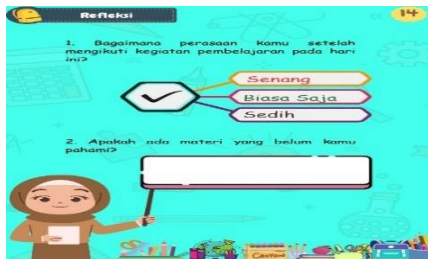 Refleksi
14
1. Bagaimana perasaan kamu setelah
mengikuti kegiatan pembelajaran pada hari
ini?
Senang
Biasa Saja
Sedih
2. Apakah ada materi yang belum kamu
pahami?